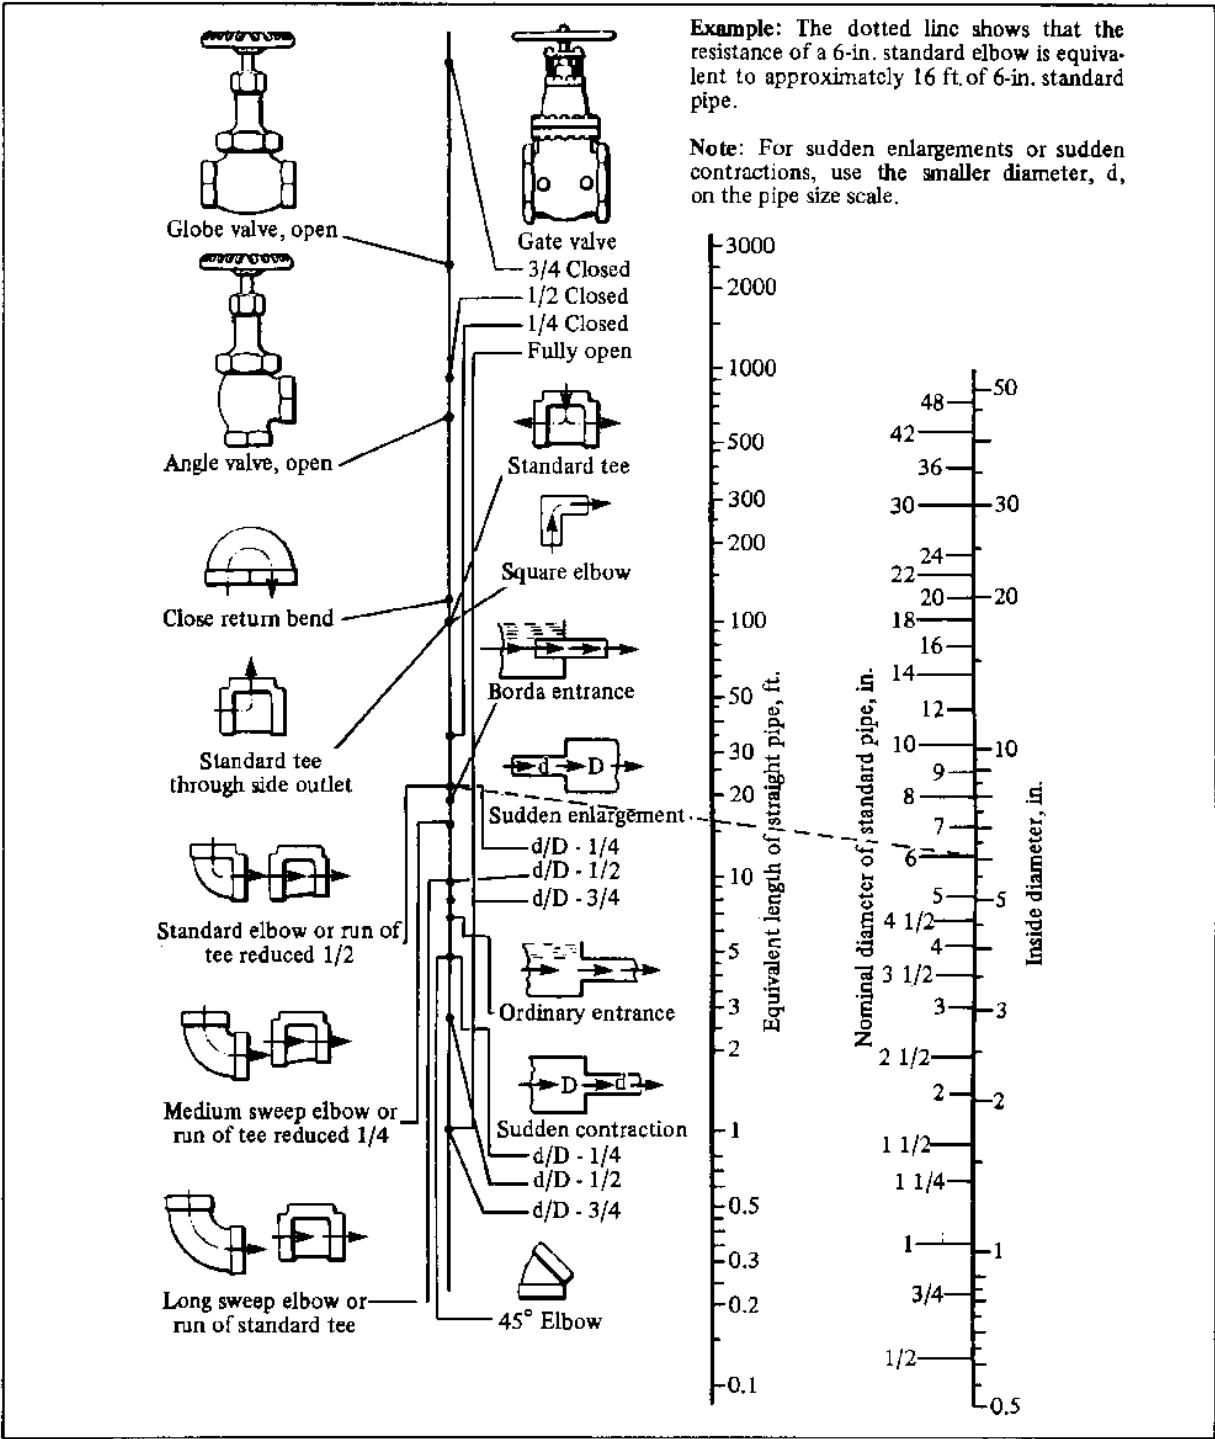 Example: The dotted line shows that the
resistance of a 6-in. standard elbow is equiva-
lent to approximately 16 ft. of 6-in. standard
pipe.
Note: For sudden enlargements or sudden
contractions, use the smaller diameter, d,
on the pipe size scale.
Globe valve, open
Gate valve
3/4 Closed
1/2 Closed
1/4 Closed
Fully open
Angle valve, open
Standard tee
Square elbow
Close return bend
Borda entrance
Standard tee
through side outlet
d
D
Sudden enlargement
d/D - 1/4
d/D - 1/2
d/D - 3/4
Standard elbow or run of
tee reduced 1/2
Ordinary entrance
Medium sweep elbow or
run of tee reduced 1/4
D
d
Sudden contraction
d/D - 1/4
d/D - 1/2
d/D - 3/4
Long sweep elbow or
run of standard tee
45° Elbow
3000
2000
1000
500
300
200
100
50
30
20
10
5
3
2
1
0.5
0.3
0.2
0.1
Equivalent length of straight pipe, ft.
Nominal diameter of standard pipe, in.
48
42
36
30
24
22
20
18
16
14
12
10
9
8
7
6
5
4 1/2
4
3 1/2
3
2 1/2
2
1 1/2
1 1/4
1
3/4
1/2
50
30
20
10
5
3
2
1
0.5
Inside diameter, in.